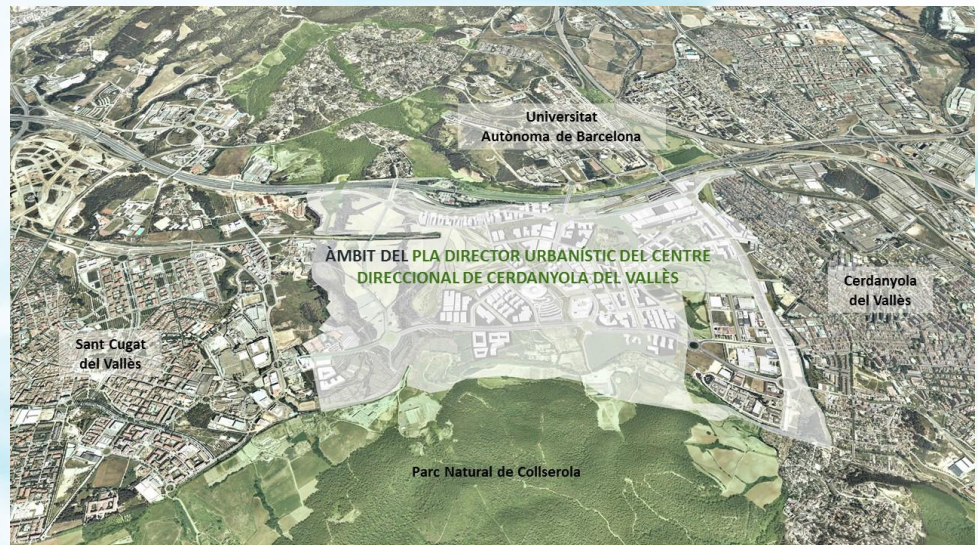 Universitat
Autònoma de Barcelona
ÀMBIT DEL PLA DIRECTOR URBANÍSTIC DEL CENTRE
DIRECCIONAL DE CERDANYOLA DEL VALLÈS
Cerdanyola
del Vallès
Sant Cugat
del Vallès
Parc Natural de Collserola